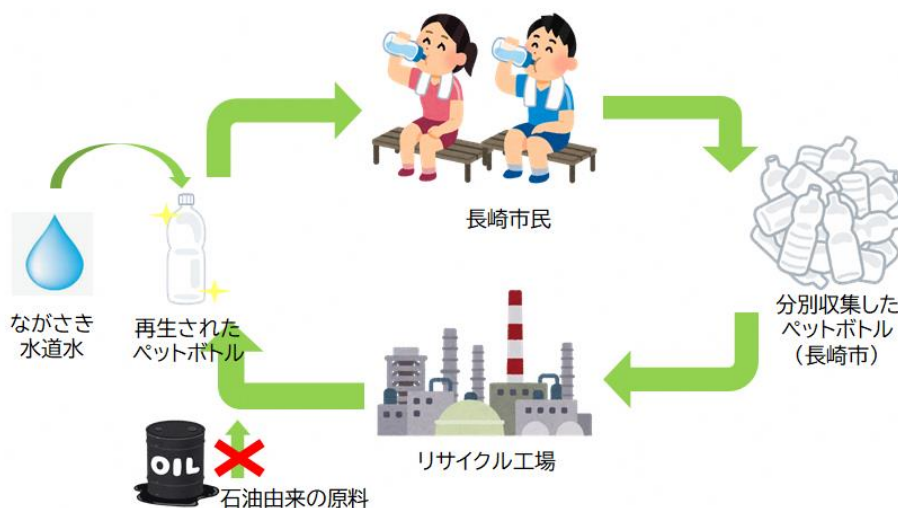 長崎市民
ながさき
水道水
再生された
ペットボトル
分別収集した
ペットボトル
（長崎市）
リサイクル工場
OIL
石油由来の原料